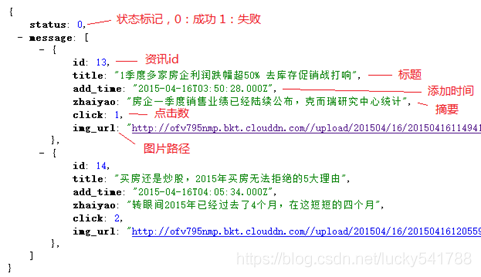 {
status: 0, 状态标记，0：成功 1：失败
- message: [
- {
id: 13, 资讯id
title: "1季度多家房企利润跌幅超50% 去库存促销战打响", 标题
add_time: "2015-04-16T03:50:28.000Z", 添加时间
zhaiyao: "房企一季度销售业绩已经陆续公布，克而瑞研究中心统计", 摘要
click: 1, 点击数
img_url: "http://ofv795nmp.bkt.clouddn.com//upload/201504/16/2015041611494
}, 图片路径
- {
id: 14,
title: "买房还是炒股，2015年买房无法拒绝的5大理由",
add_time: "2015-04-16T04:05:34.000Z",
zhaiyao: "转眼间2015年已经过去了4个月，在这短短的四个月",
click: 2,
img_url: "http://ofv795nmp.bkt.clouddn.com//upload/201504/16/2015041612055
},
]
}
https://blog.csdn.net/lucky541788